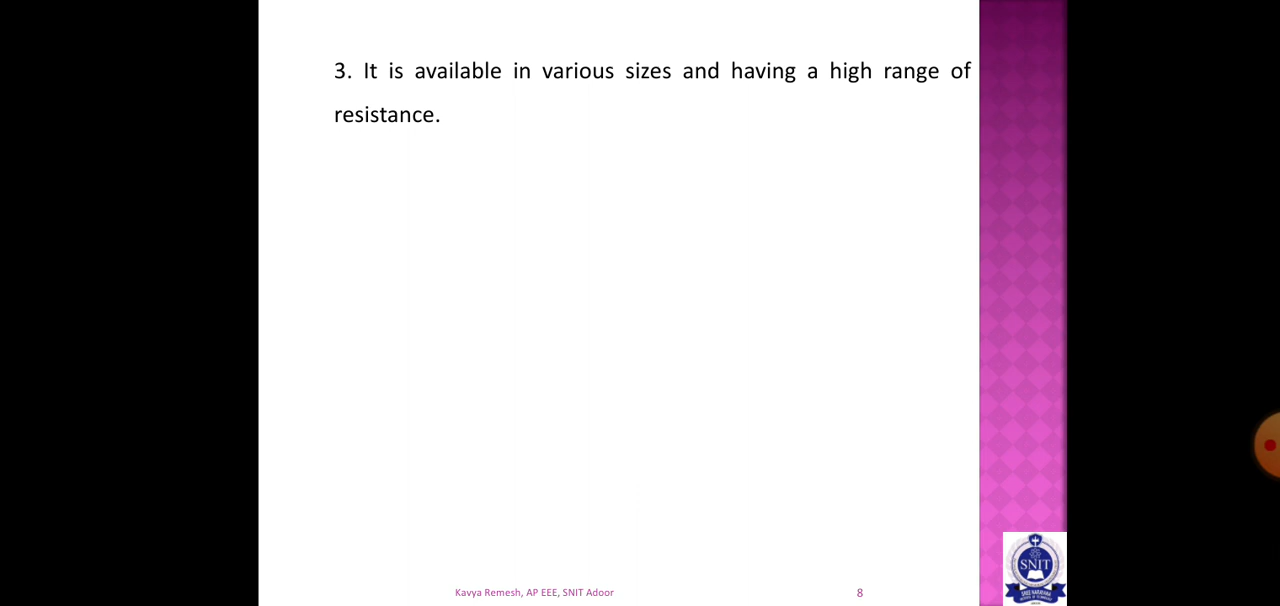 3. It is available in various sizes and having a high range of
resistance.
Kavya Remesh, AP EEE, SNIT Adoor
8
SNIT